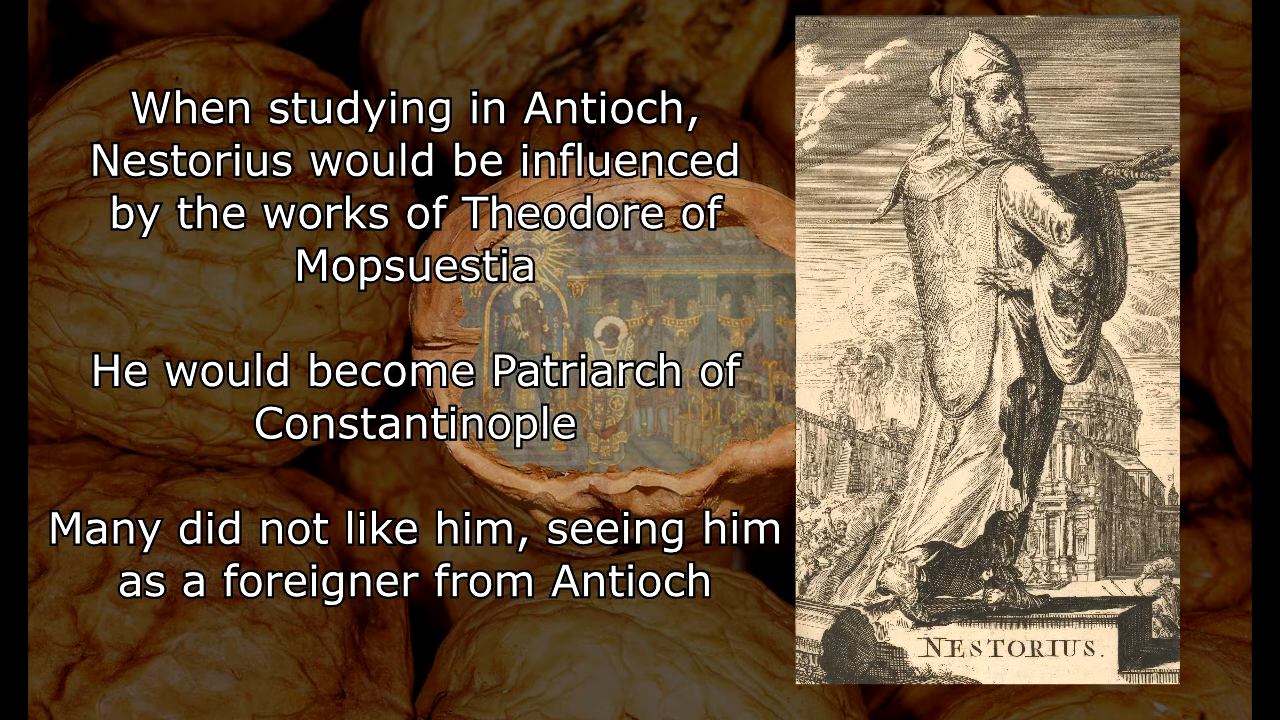 When studying in Antioch,
Nestorius would be influenced
by the works of Theodore of
Mopsuestia
He would become Patriarch of
Constantinople
Many did not like him, seeing him
as a foreigner from Antioch
NESTORIUS.